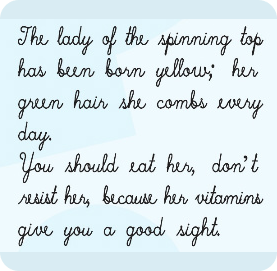 The lady of the spinning top
has been born yellow; her
green hair she combs every
day.
You should eat her, don't
resist her, because her vitamins
give you a good sight.